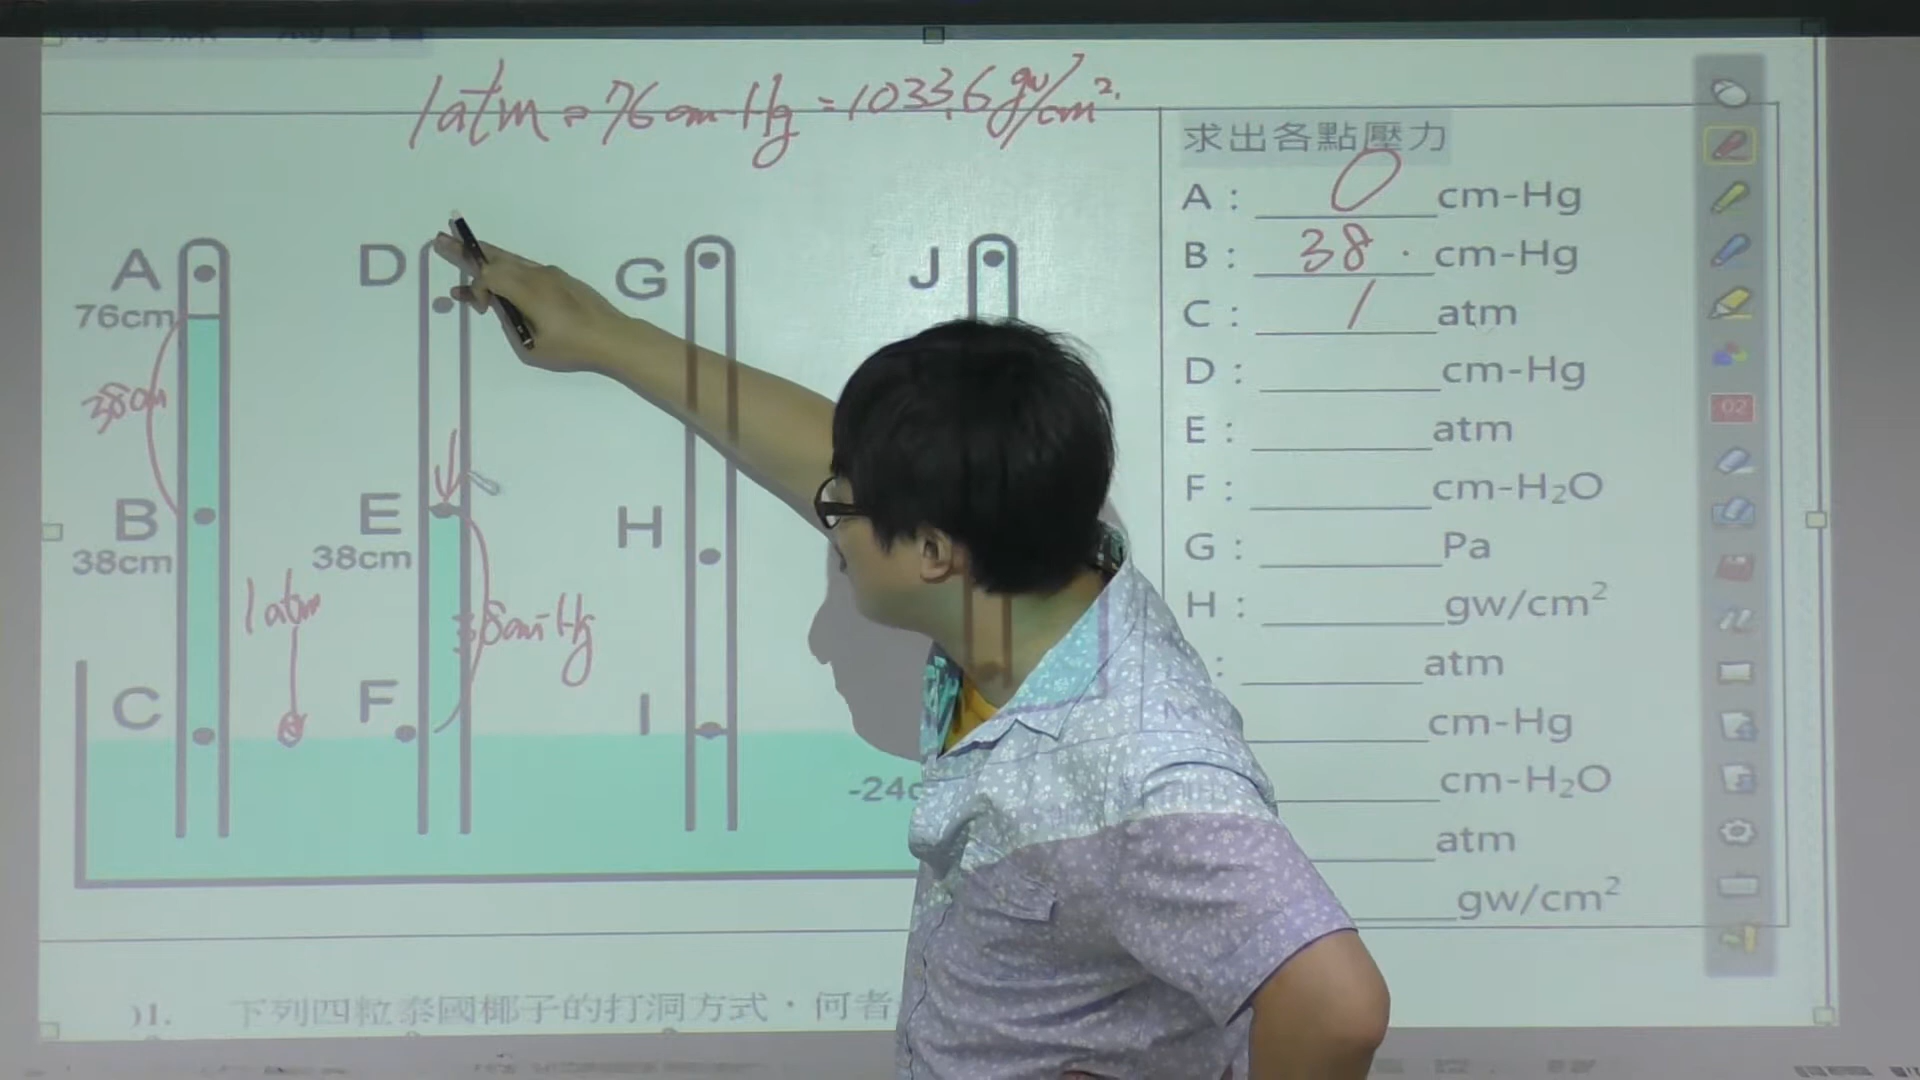 1atm = 76cm-Hg = 1033.6 gw/cm².
求出各點壓力
A : 0 cm-Hg
B : 38 . cm-Hg
C : 1 atm
D : cm-Hg
E : atm
F : cm-H₂O
G : Pa
H : gw/cm²
: atm
cm-Hg
cm-H₂O
atm
gw/cm²
A
76cm
38cm
B
38cm
C
1atm
D
E
38cm
38cm-Hg
F
G
H
I
J
-24c
)1. 下列四粒泰國椰子的打洞方式，何者
02